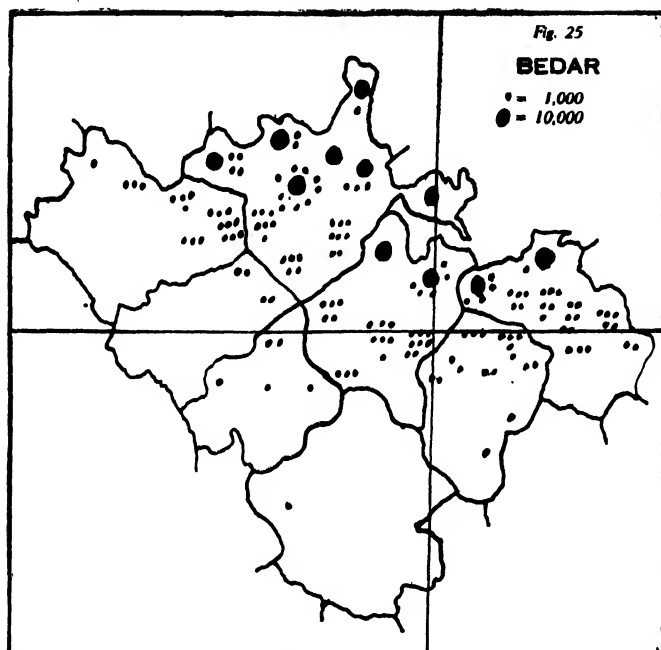 Fig. 25
BEDAR
= 1,000
= 10,000